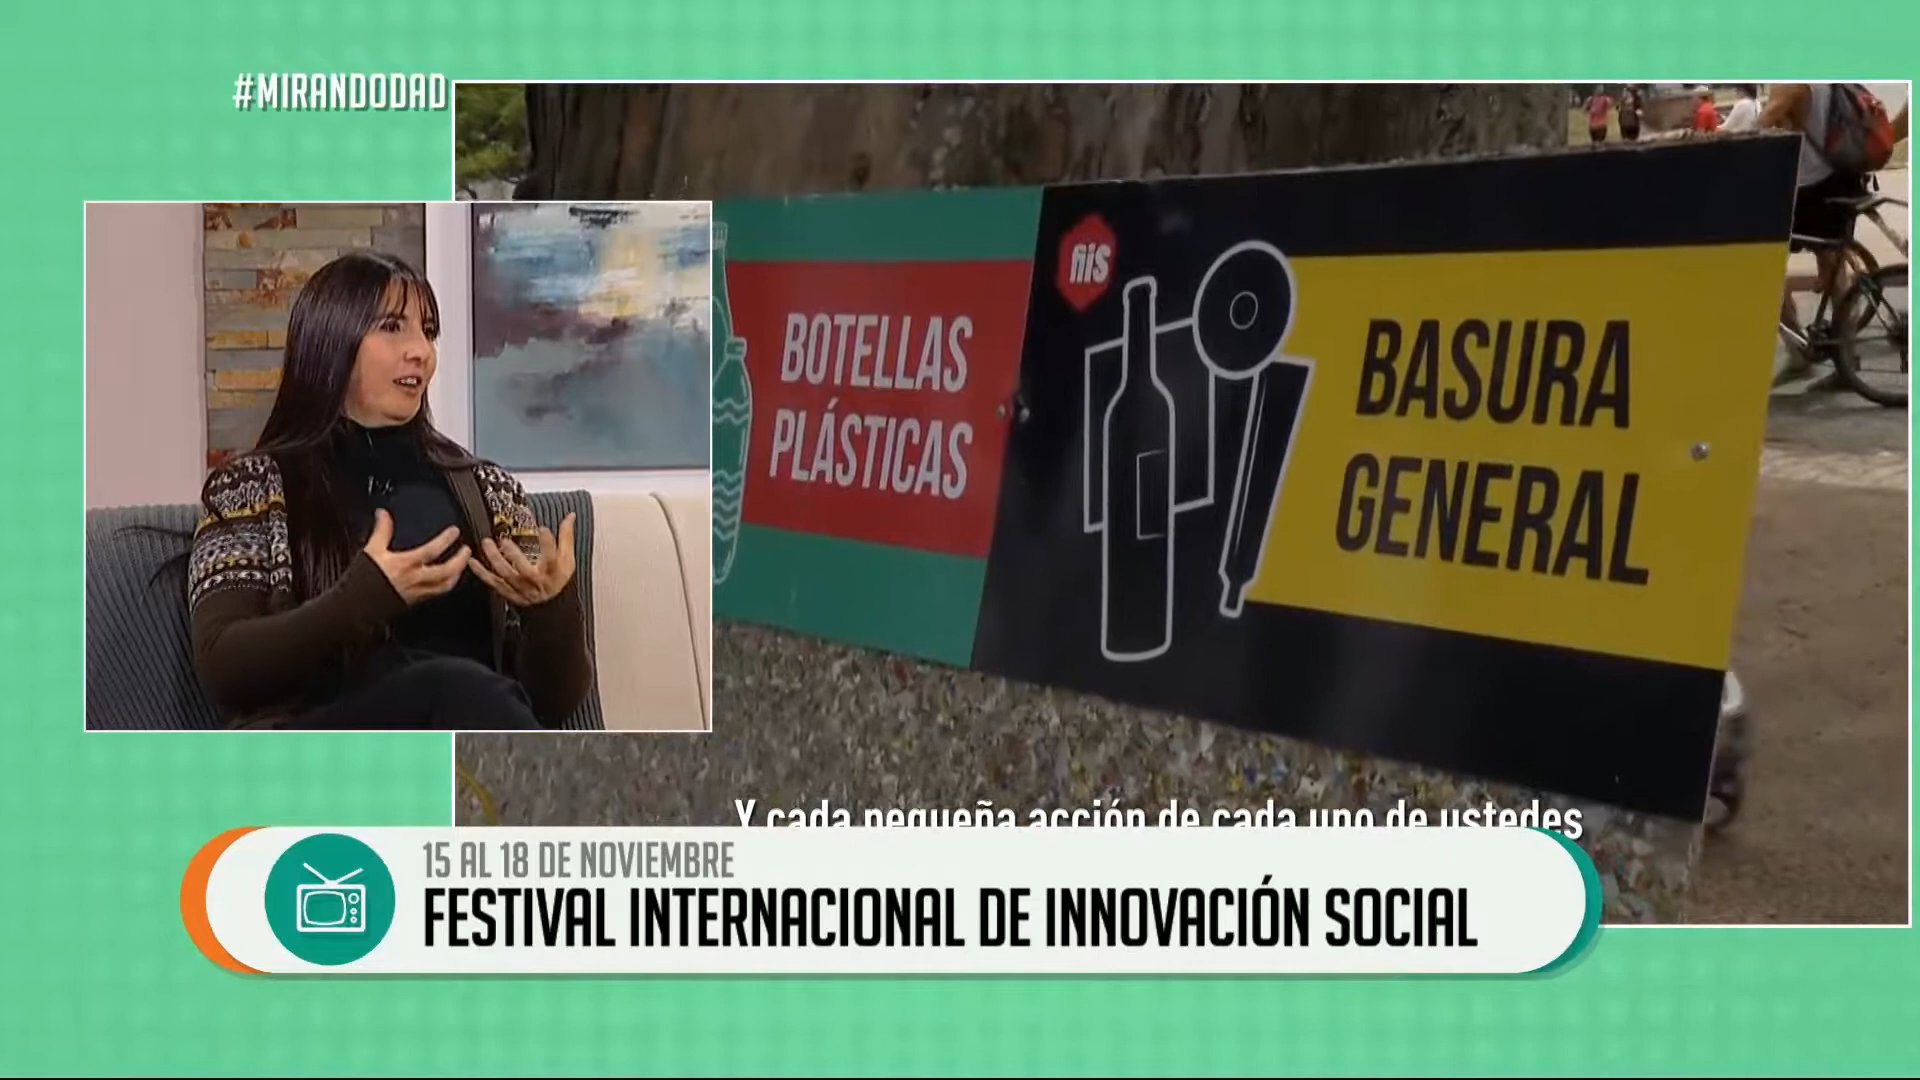 #MIRANDODAD
fiis
BOTELLAS
PLÁSTICAS
BASURA
GENERAL
Y cada pequeña acción de cada uno de ustedes
15 AL 18 DE NOVIEMBRE
FESTIVAL INTERNACIONAL DE INNOVACIÓN SOCIAL